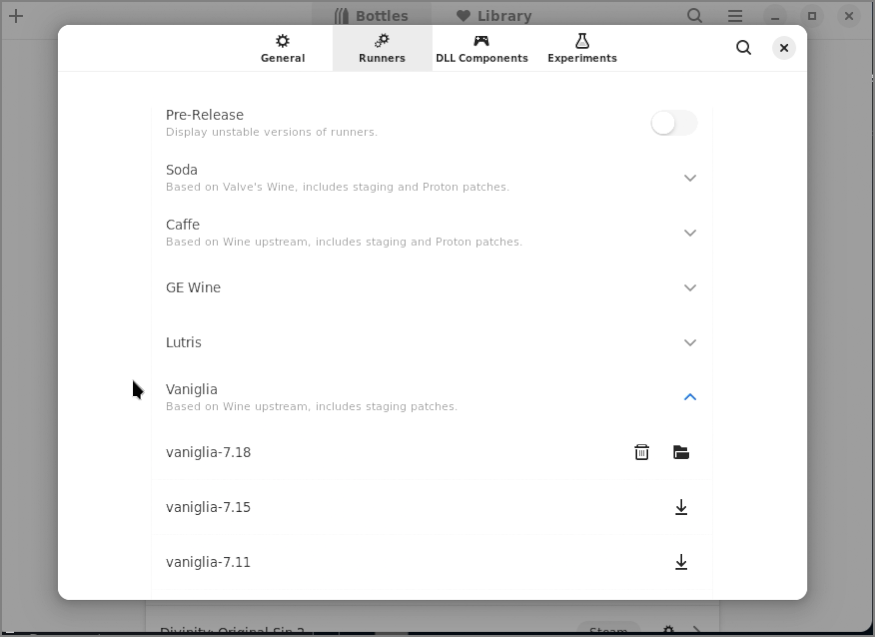 Bottles
Library
General
Runners
DLL Components
Experiments
Pre-Release
Display unstable versions of runners.
Soda
Based on Valve's Wine, includes staging and Proton patches.
Caffe
Based on Wine upstream, includes staging and Proton patches.
GE Wine
Lutris
Vaniglia
Based on Wine upstream, includes staging patches.
vaniglia-7.18
vaniglia-7.15
vaniglia-7.11
Divinity: Original Sin 2
Steam